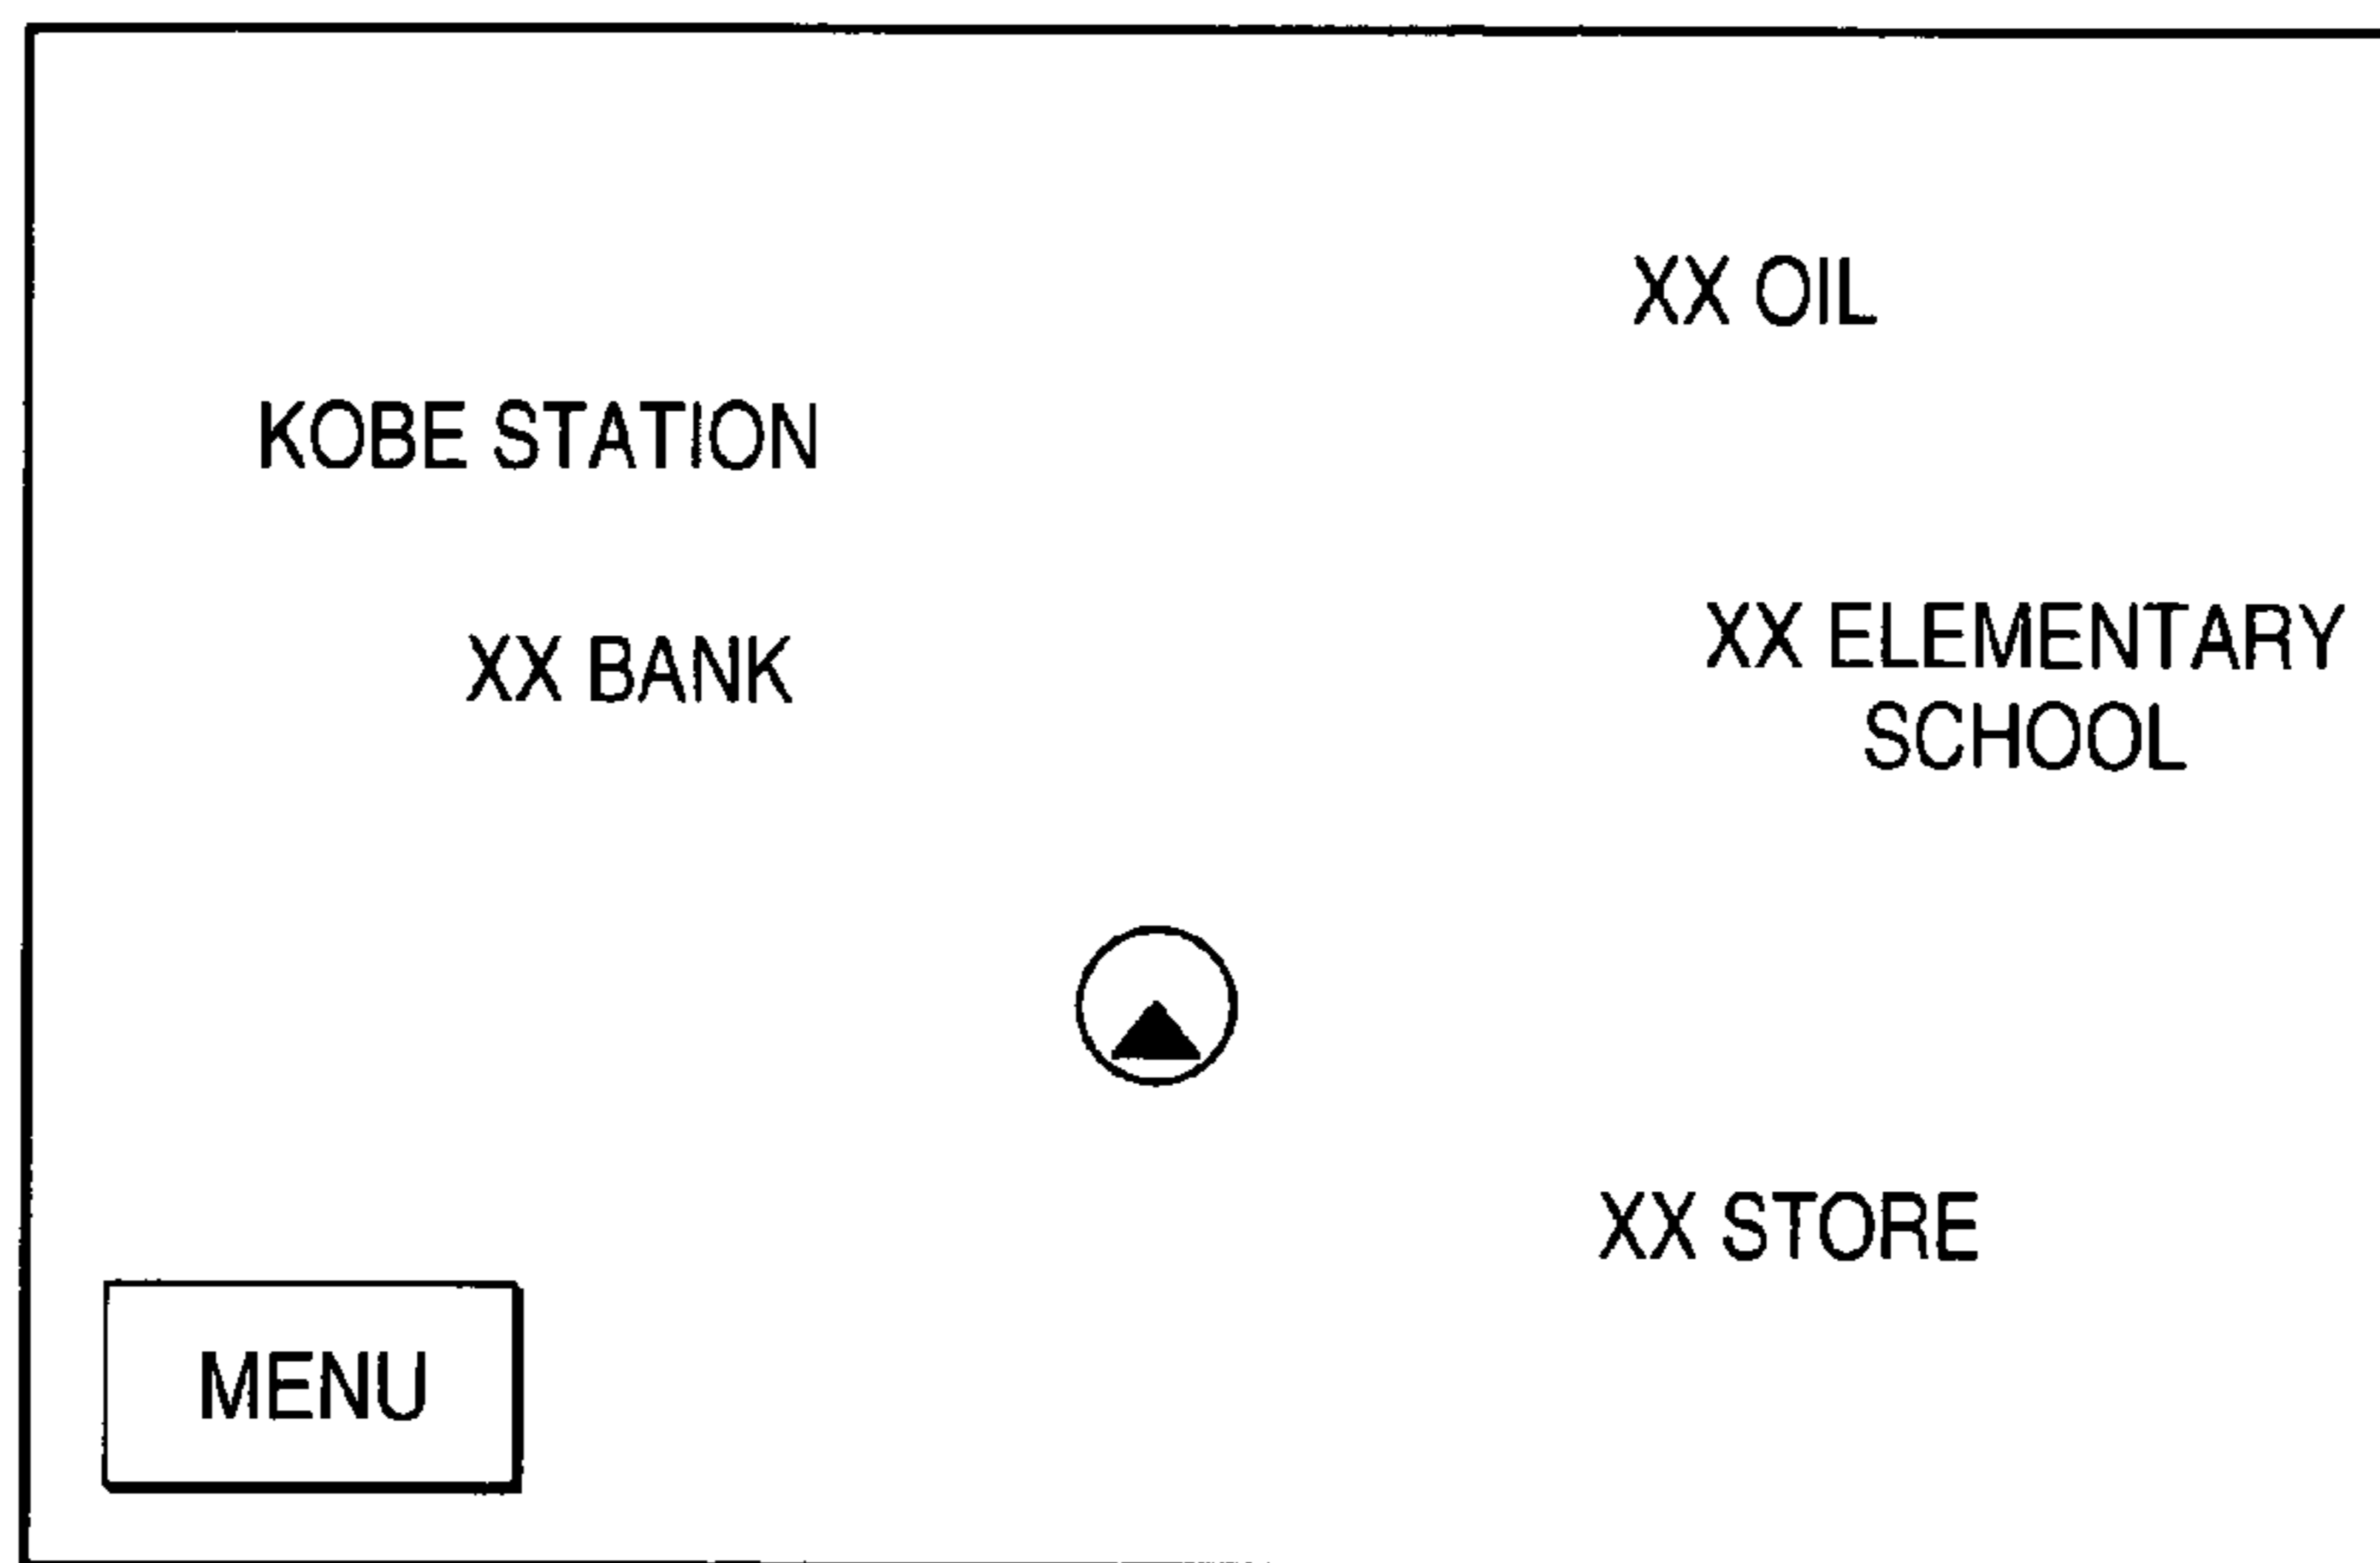 XX OIL
KOBE STATION
XX BANK
XX ELEMENTARY
SCHOOL
XX STORE
MENU